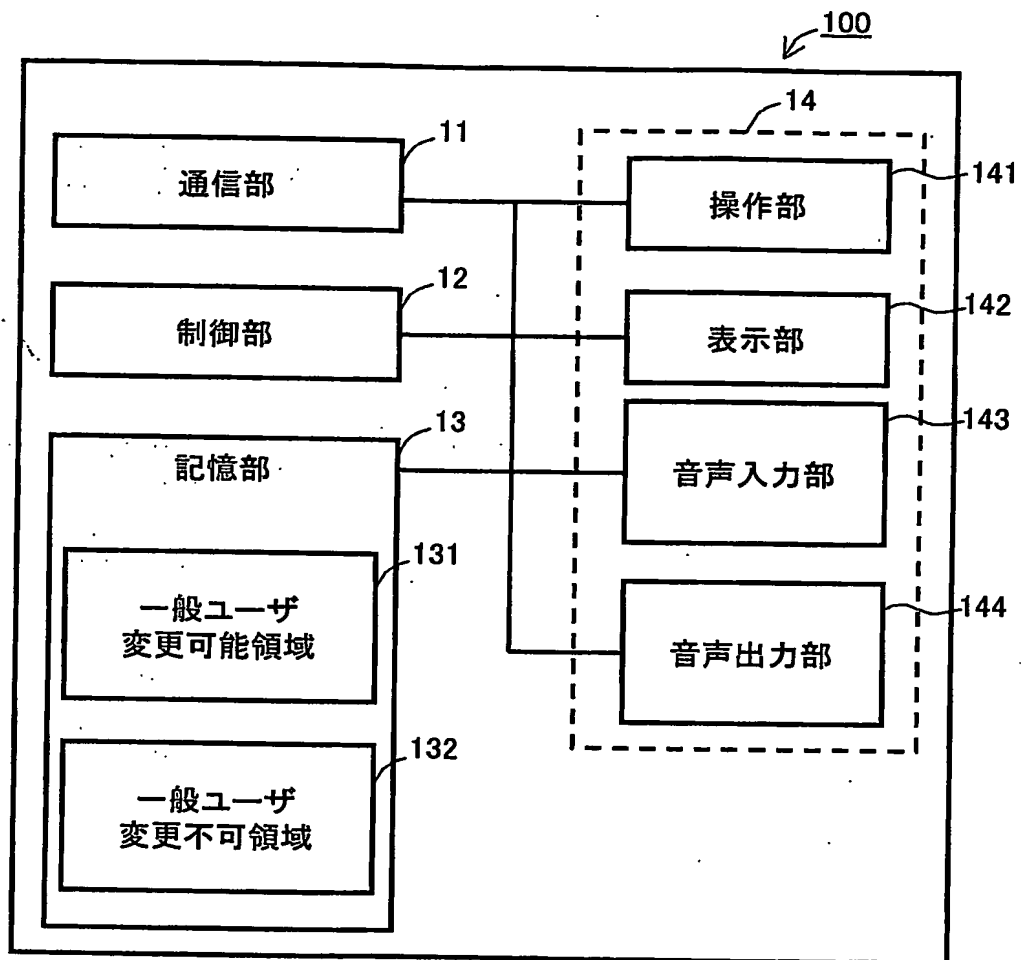 100
11
通信部
12
制御部
13
記憶部
131
一般ユーザ
変更可能領域
132
一般ユーザ
変更不可領域
14
141
操作部
142
表示部
143
音声入力部
144
音声出力部